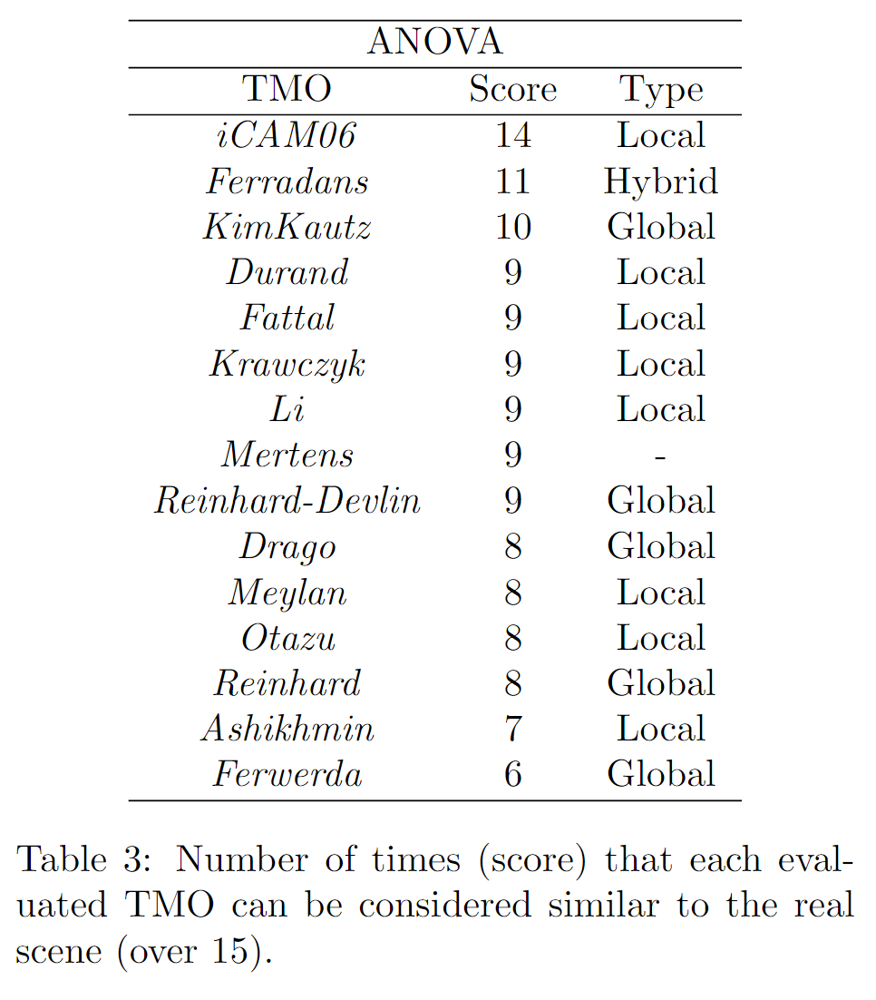 ANOVA
TMO Score Type
iCAM06 14 Local
Ferradans 11 Hybrid
KimKautz 10 Global
Durand 9 Local
Fattal 9 Local
Krawczyk 9 Local
Li 9 Local
Mertens 9 -
Reinhard-Devlin 9 Global
Drago 8 Global
Meylan 8 Local
Otazu 8 Local
Reinhard 8 Global
Ashikhmin 7 Local
Ferwerda 6 Global
Table 3: Number of times (score) that each eval-
uated TMO can be considered similar to the real
scene (over 15).